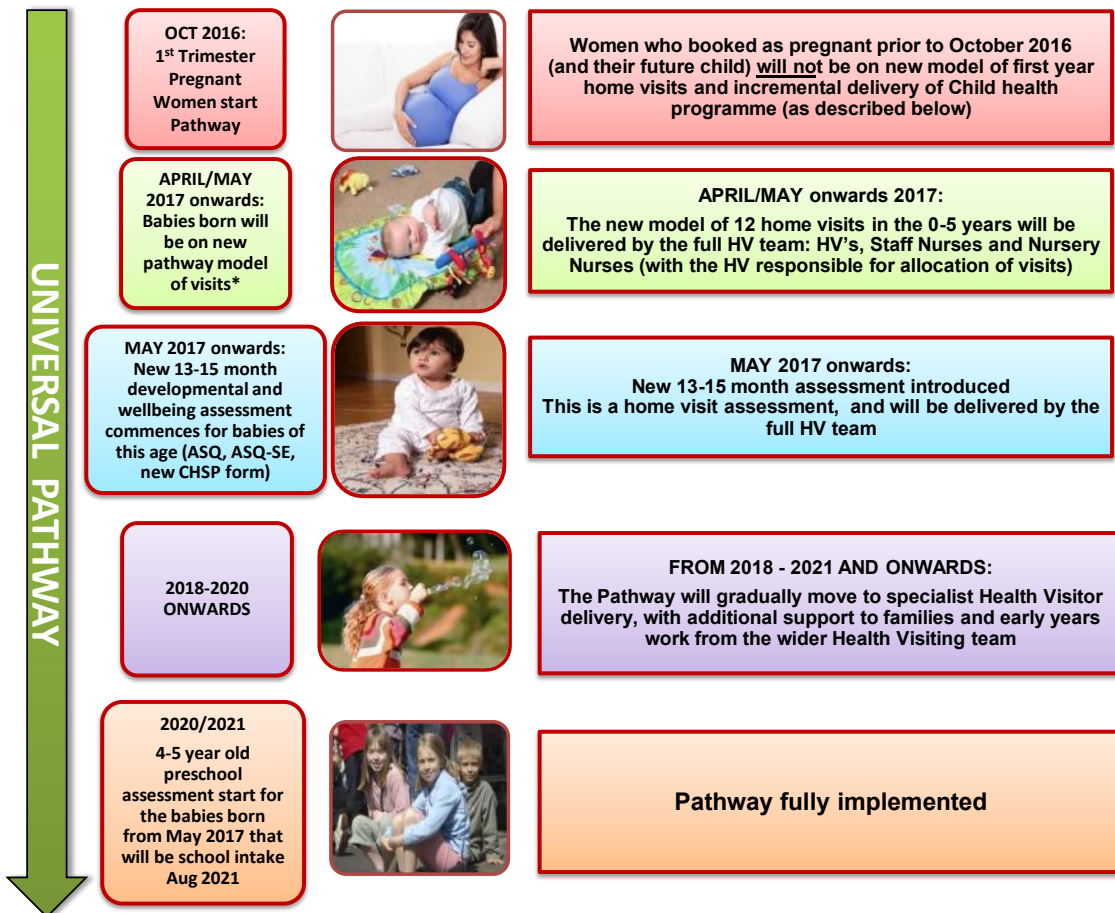 UNIVERSAL PATHWAY
OCT 2016:
1st Trimester
Pregnant
Women start
Pathway
Women who booked as pregnant prior to October 2016
(and their future child) will not be on new model of first year
home visits and incremental delivery of Child health
programme (as described below)
APRIL/MAY
2017 onwards:
Babies born will
be on new
pathway model
of visits*
APRIL/MAY onwards 2017:
The new model of 12 home visits in the 0-5 years will be
delivered by the full HV team: HV's, Staff Nurses and Nursery
Nurses (with the HV responsible for allocation of visits)
MAY 2017 onwards:
New 13-15 month
developmental and
wellbeing assessment
commences for babies of
this age (ASQ, ASQ-SE,
new CHSP form)
MAY 2017 onwards:
New 13-15 month assessment introduced
This is a home visit assessment, and will be delivered by the
full HV team
2018-2020
ONWARDS
FROM 2018 - 2021 AND ONWARDS:
The Pathway will gradually move to specialist Health Visitor
delivery, with additional support to families and early years
work from the wider Health Visiting team
2020/2021
4-5 year old
preschool
assessment start for
the babies born
from May 2017 that
will be school intake
Aug 2021
Pathway fully implemented